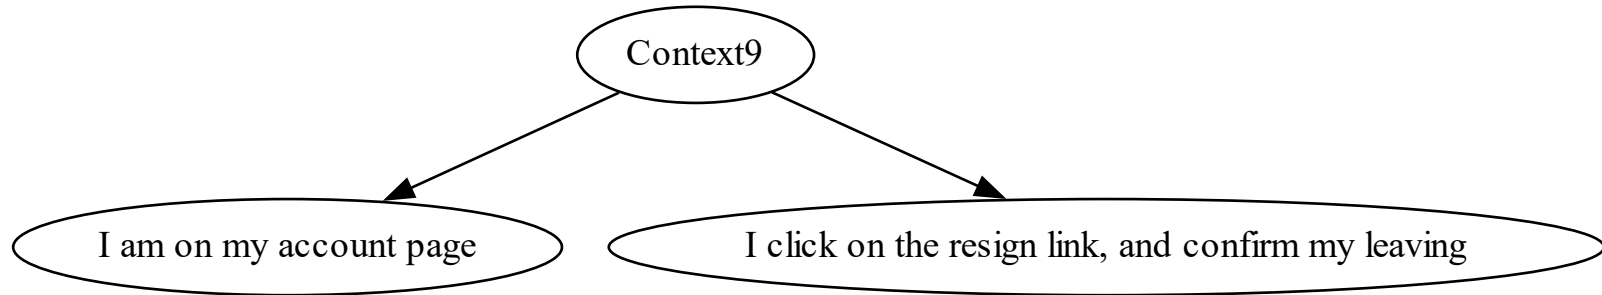 Context9
I am on my account page
I click on the resign link, and confirm my leaving